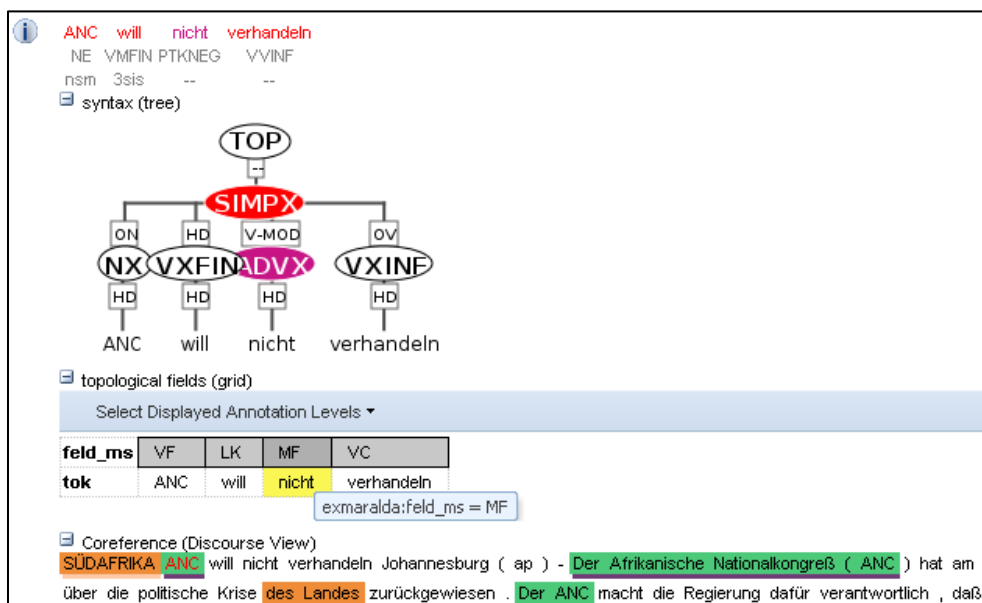 ANC will nicht verhandeln
NE VMFIN PTKNEG VVINF
nsm 3sis -- --
syntax (tree)
TOP
--
SIMPX
ON HD V-MOD OV
NX VXFIN ADVX VXINF
HD HD HD HD
ANC will nicht verhandeln
topological fields (grid)
Select Displayed Annotation Levels
feld_ms VF LK MF VC
tok ANC will nicht verhandeln
exmaralda:feld_ms = MF
Coreference (Discourse View)
SÜDAFRIKA ANC will nicht verhandeln Johannesburg ( ap ) - Der Afrikanische Nationalkongreß ( ANC ) hat am
über die politische Krise des Landes zurückgewiesen . Der ANC macht die Regierung dafür verantwortlich , daß